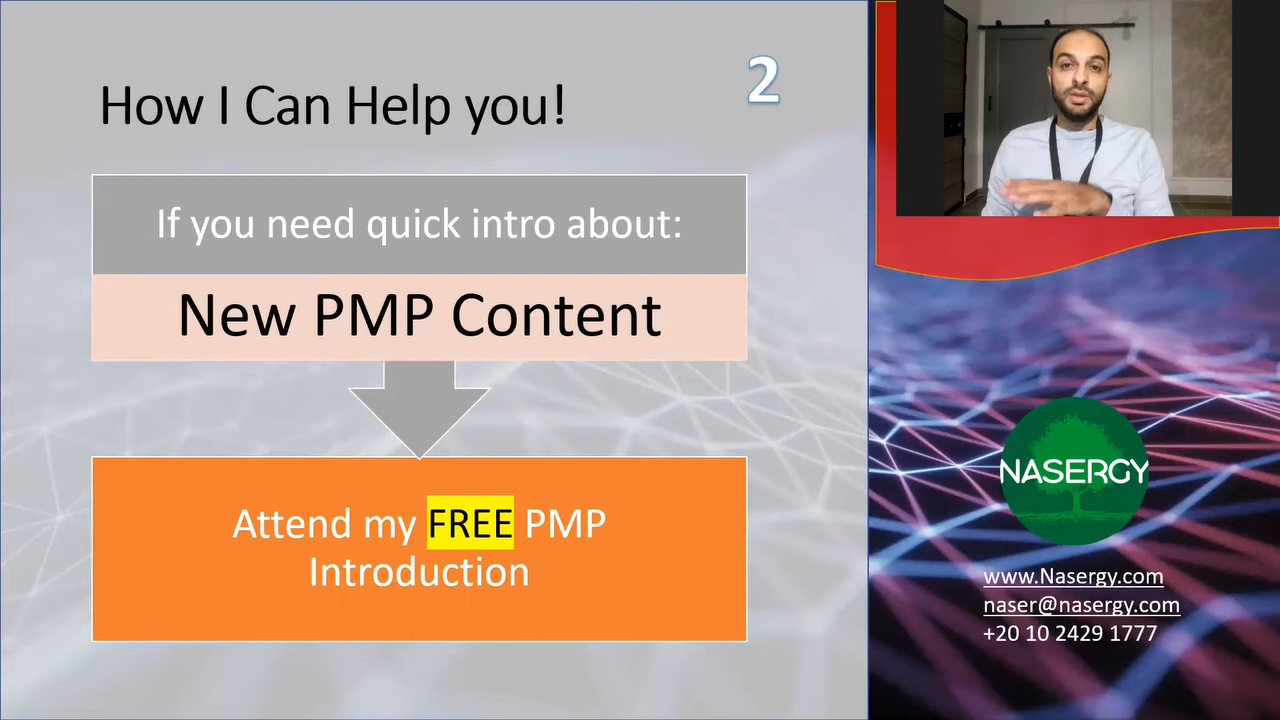 How I Can Help you!
2
If you need quick intro about:
New PMP Content
Attend my FREE PMP
Introduction
NASERGY
www.Nasergy.com
naser@nasergy.com
+20 10 2429 1777